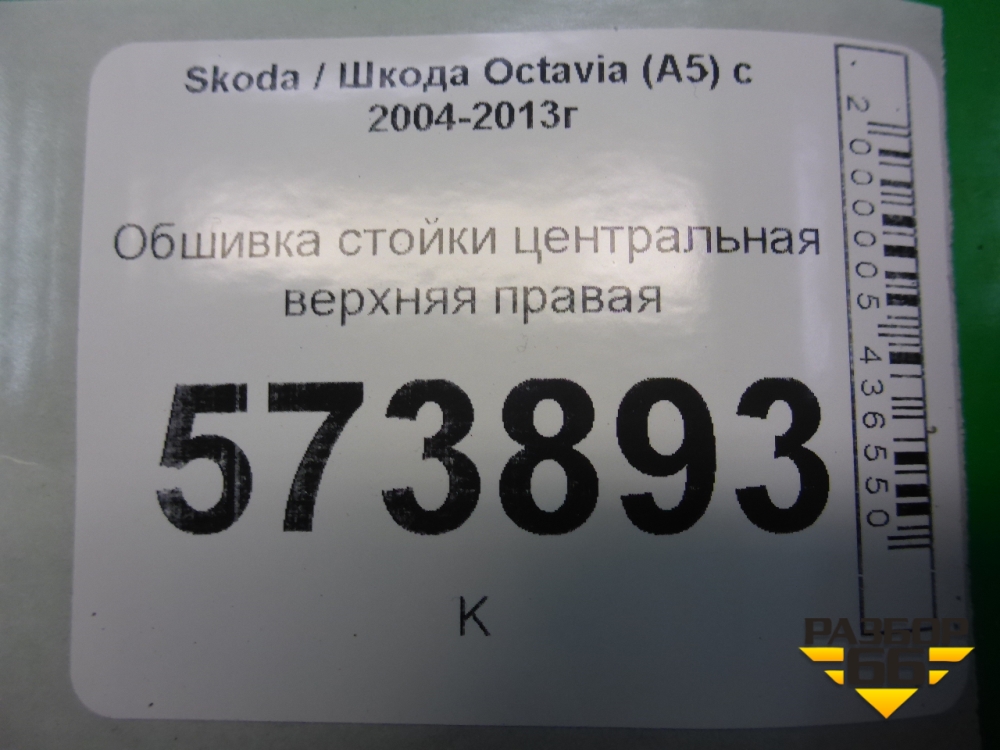 Skoda / Шкода Octavia (A5) с
2004-2013г
Обшивка стойки центральная
верхняя правая
573893
К
2000005436550
РАЗБОР
66